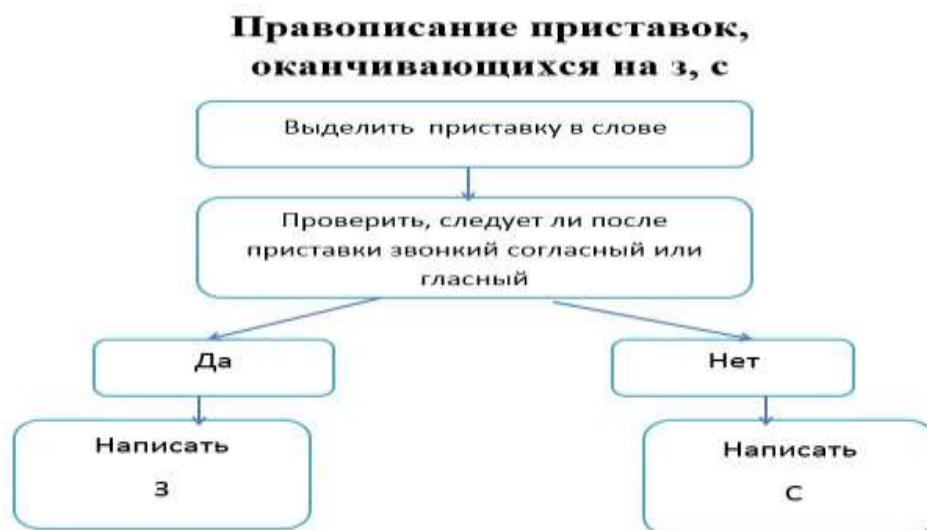 Правописание приставок,
оканчивающихся на з, с
Выделить приставку в слове
Проверить, следует ли после
приставки звонкий согласный или
гласный
Да
Нет
Написать
З
Написать
С